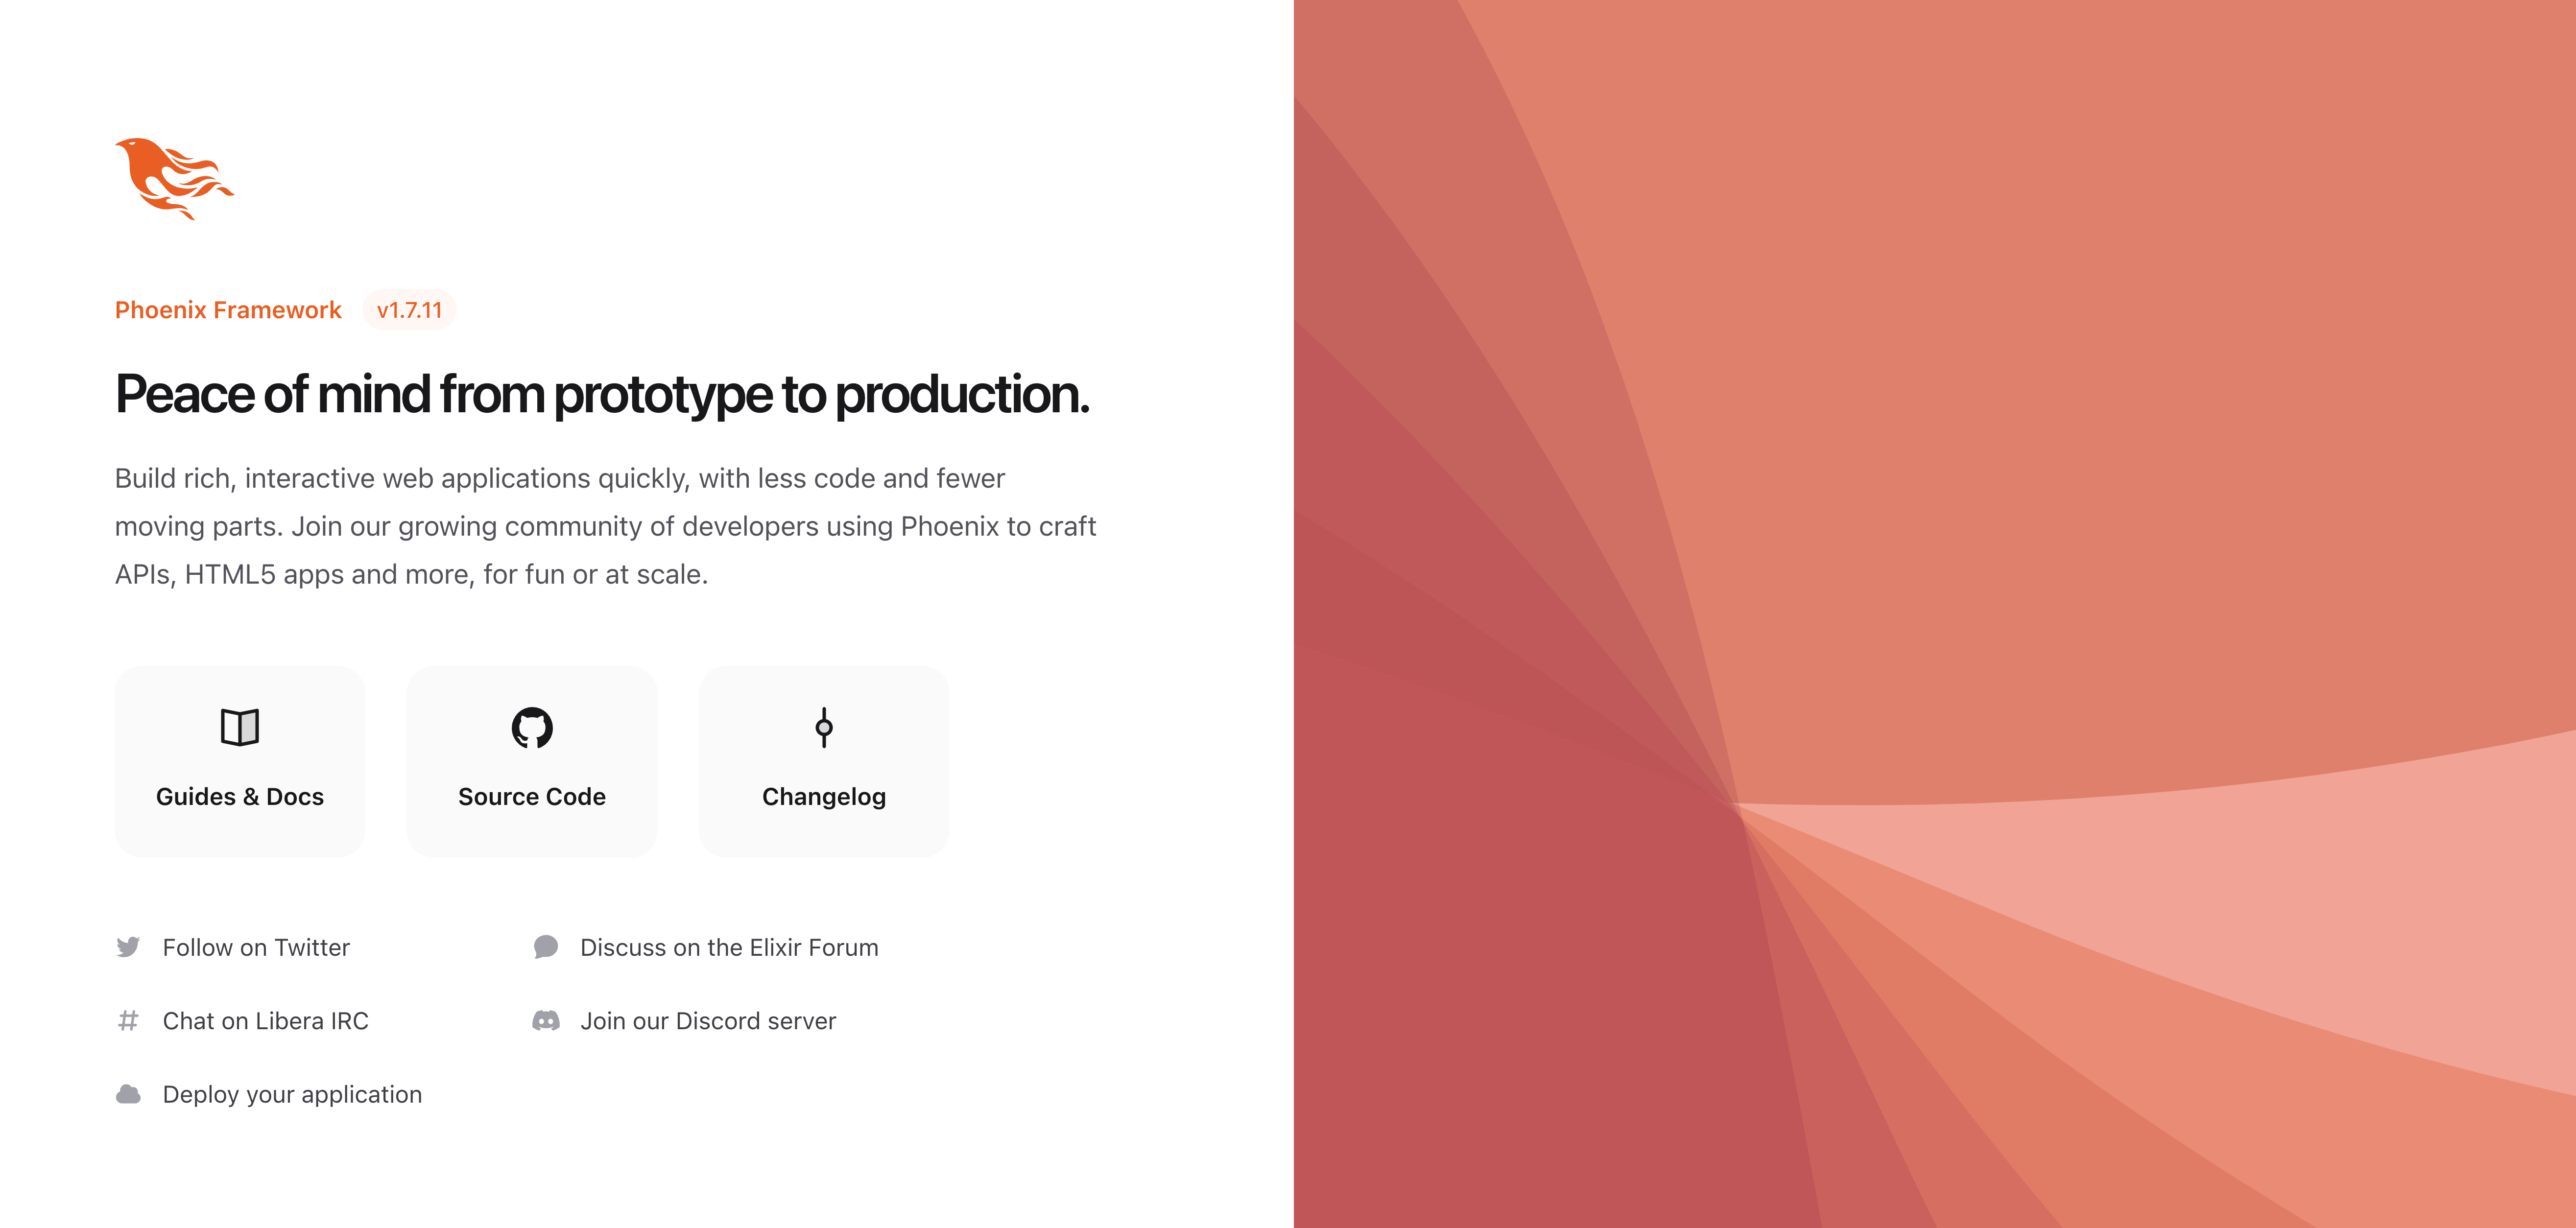 Phoenix Framework v1.7.11
Peace of mind from prototype to production.
Build rich, interactive web applications quickly, with less code and fewer
moving parts. Join our growing community of developers using Phoenix to craft
APIs, HTML5 apps and more, for fun or at scale.
Guides & Docs
Source Code
Changelog
Follow on Twitter
Discuss on the Elixir Forum
Chat on Libera IRC
Join our Discord server
Deploy your application